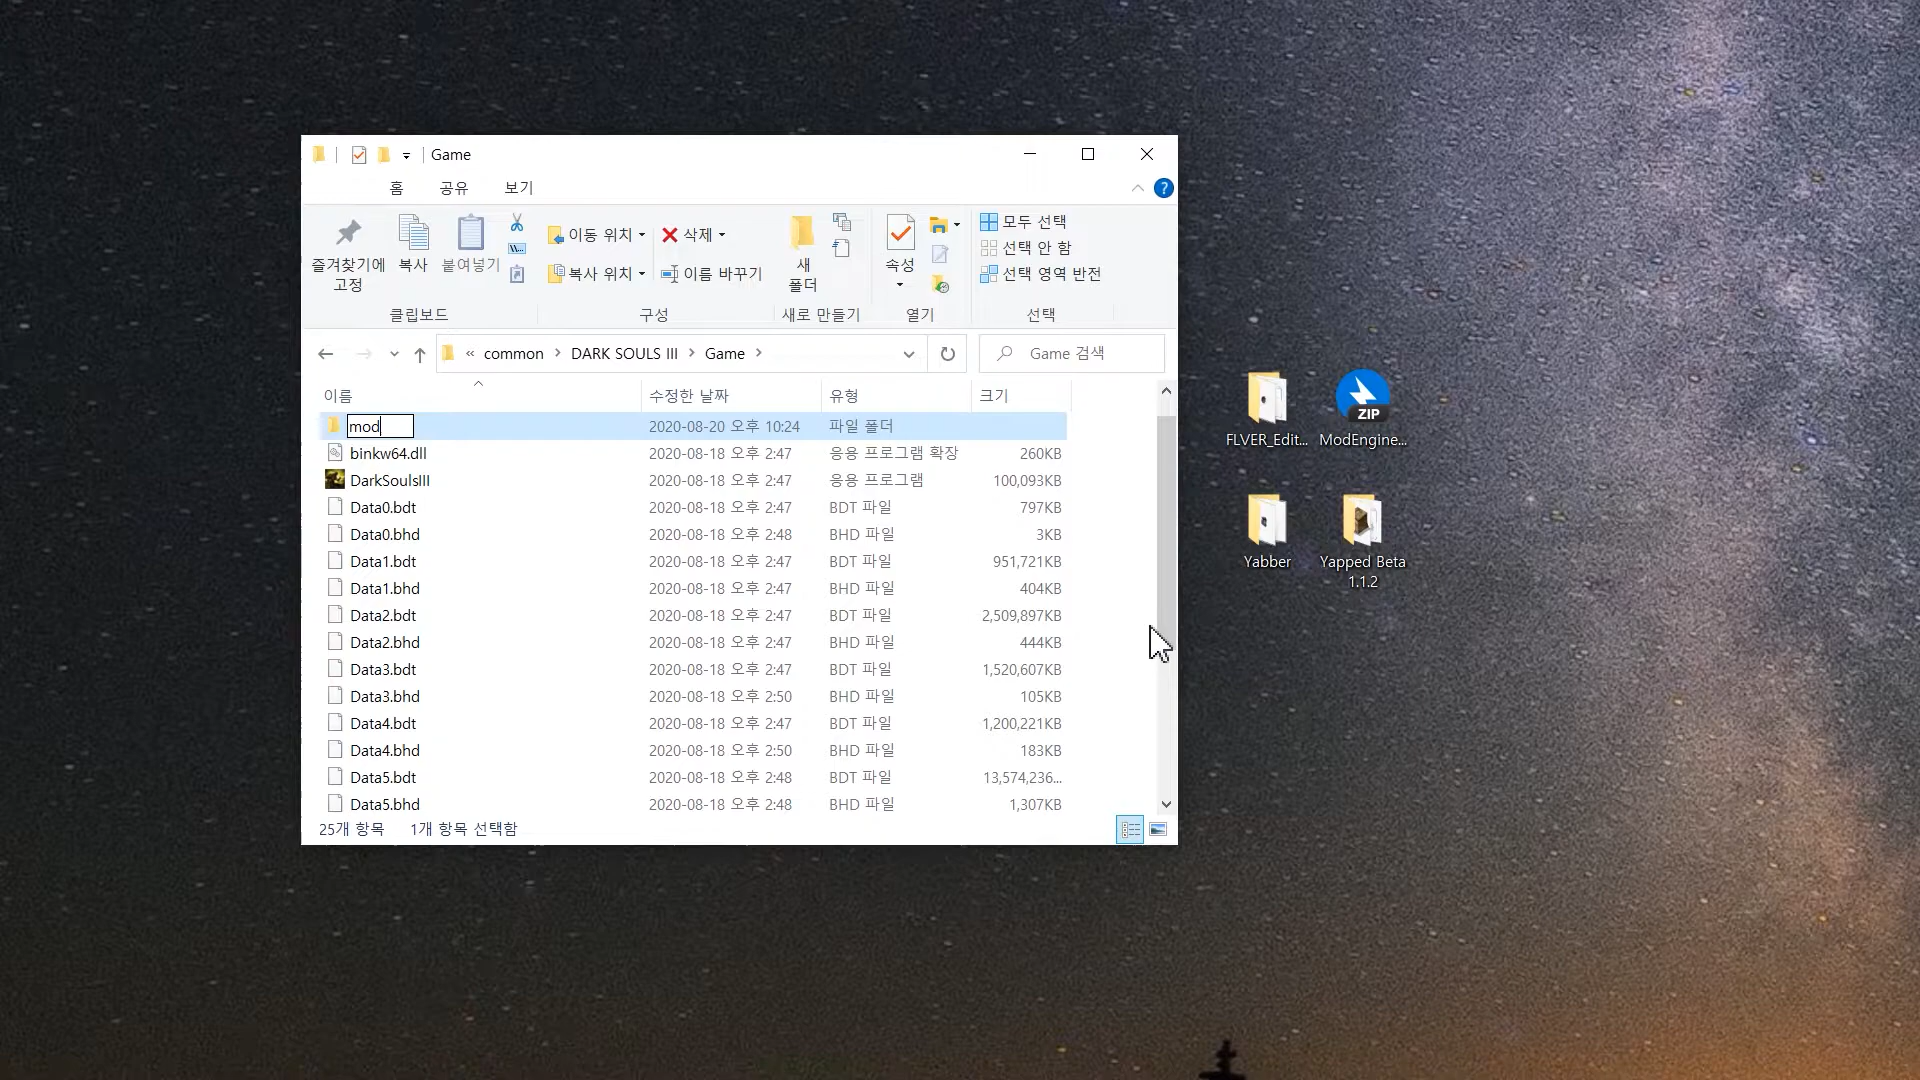 Game
홈 공유 보기
즐겨찾기에
고정
복사
붙여넣기
이동 위치
복사 위치
삭제
이름 바꾸기
새
폴더
속성
모두 선택
선택 안 함
선택 영역 반전
클립보드 구성 새로 만들기 열기 선택
« common > DARK SOULS III > Game >
Game 검색
이름 수정한 날짜 유형 크기
mod 2020-08-20 오후 10:24 파일 폴더
binkw64.dll 2020-08-18 오후 2:47 응용 프로그램 확장 260KB
DarkSoulsIII 2020-08-18 오후 2:47 응용 프로그램 100,093KB
Data0.bdt 2020-08-18 오후 2:47 BDT 파일 797KB
Data0.bhd 2020-08-18 오후 2:48 BHD 파일 3KB
Data1.bdt 2020-08-18 오후 2:47 BDT 파일 951,721KB
Data1.bhd 2020-08-18 오후 2:47 BHD 파일 404KB
Data2.bdt 2020-08-18 오후 2:47 BDT 파일 2,509,897KB
Data2.bhd 2020-08-18 오후 2:47 BHD 파일 444KB
Data3.bdt 2020-08-18 오후 2:47 BDT 파일 1,520,607KB
Data3.bhd 2020-08-18 오후 2:50 BHD 파일 105KB
Data4.bdt 2020-08-18 오후 2:47 BDT 파일 1,200,221KB
Data4.bhd 2020-08-18 오후 2:50 BHD 파일 183KB
Data5.bdt 2020-08-18 오후 2:48 BDT 파일 13,574,236...
Data5.bhd 2020-08-18 오후 2:48 BHD 파일 1,307KB
25개 항목 1개 항목 선택함
ZIP
FLVER_Edit... ModEngine...
Yabber
Yapped Beta
1.1.2